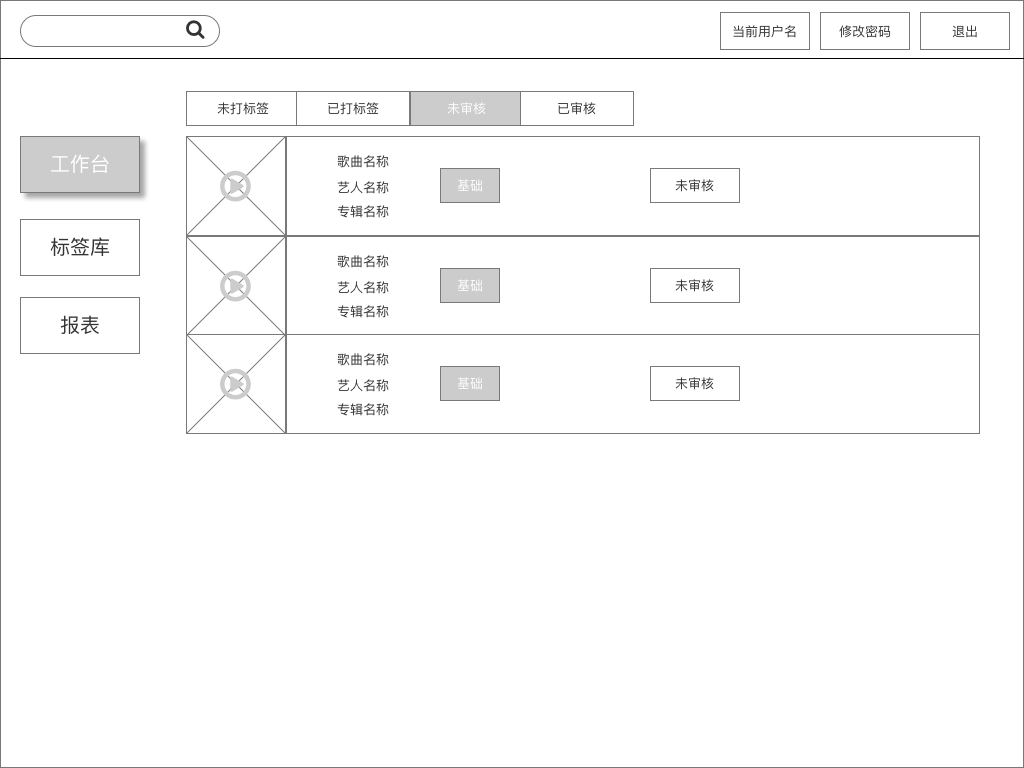 当前用户名 修改密码 退出
未打标签 已打标签 未审核 已审核
工作台
标签库
报表
歌曲名称
艺人名称
专辑名称
基础
未审核
歌曲名称
艺人名称
专辑名称
基础
未审核
歌曲名称
艺人名称
专辑名称
基础
未审核